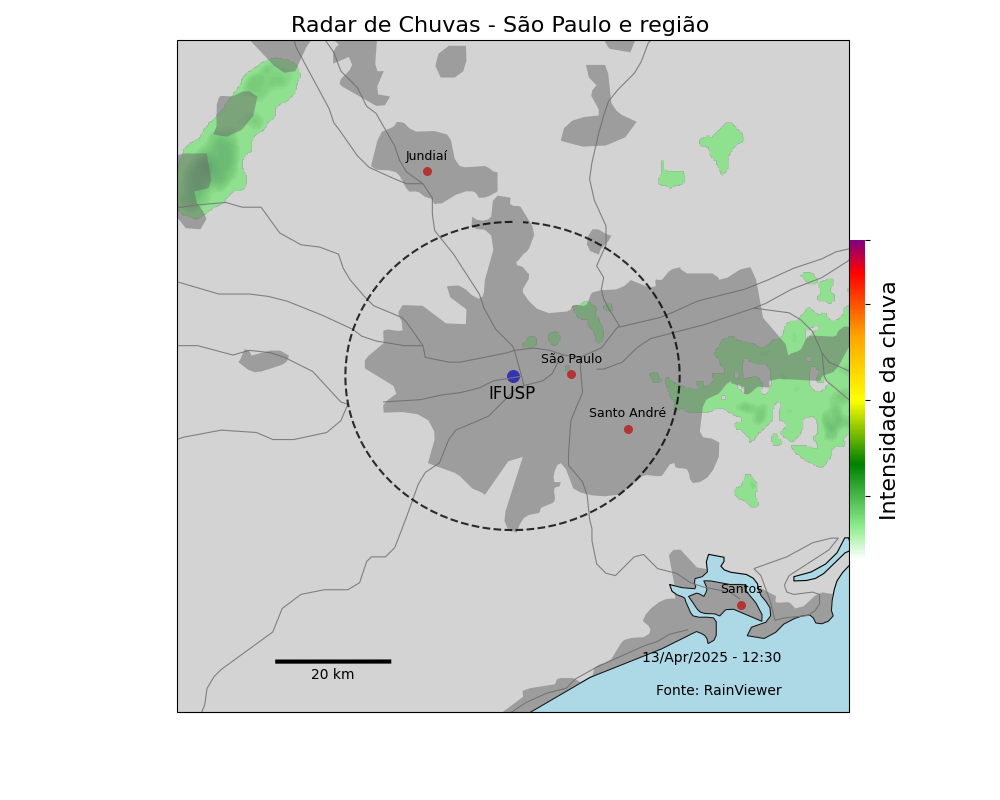 Radar de Chuvas - São Paulo e região
Jundiaí
São Paulo
IFUSP
Santo André
Intensidade da chuva
Santos
13/Apr/2025 - 12:30
20 km
Fonte: RainViewer